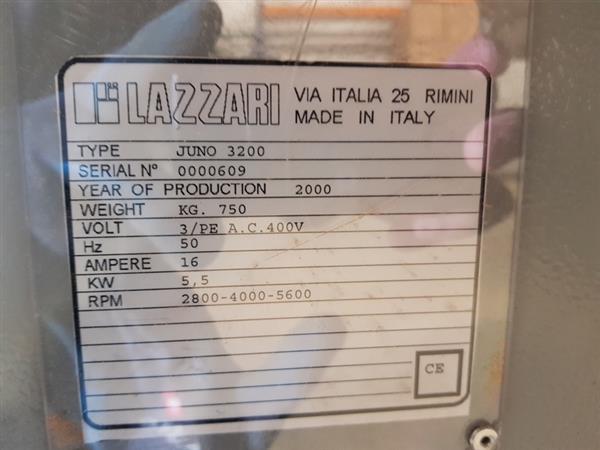 LAZZARI
VIA ITALIA 25 RIMINI
MADE IN ITALY
TYPE JUNO 3200
SERIAL N° 0000609
YEAR OF PRODUCTION 2000
WEIGHT KG. 750
VOLT 3/PE A.C.400V
Hz 50
AMPERE 16
KW 5,5
RPM 2800-4000-5600
CE